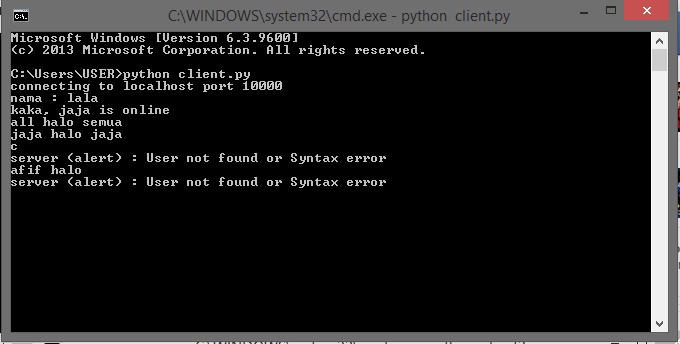 C:\WINDOWS\system32\cmd.exe - python client.py
Microsoft Windows [Version 6.3.9600]
(c) 2013 Microsoft Corporation. All rights reserved.
C:\Users\USER>python client.py
connecting to localhost port 10000
nama : lala
kaka, jaja is online
all halo semua
jaja halo jaja
c
server (alert) : User not found or Syntax error
afif halo
server (alert) : User not found or Syntax error